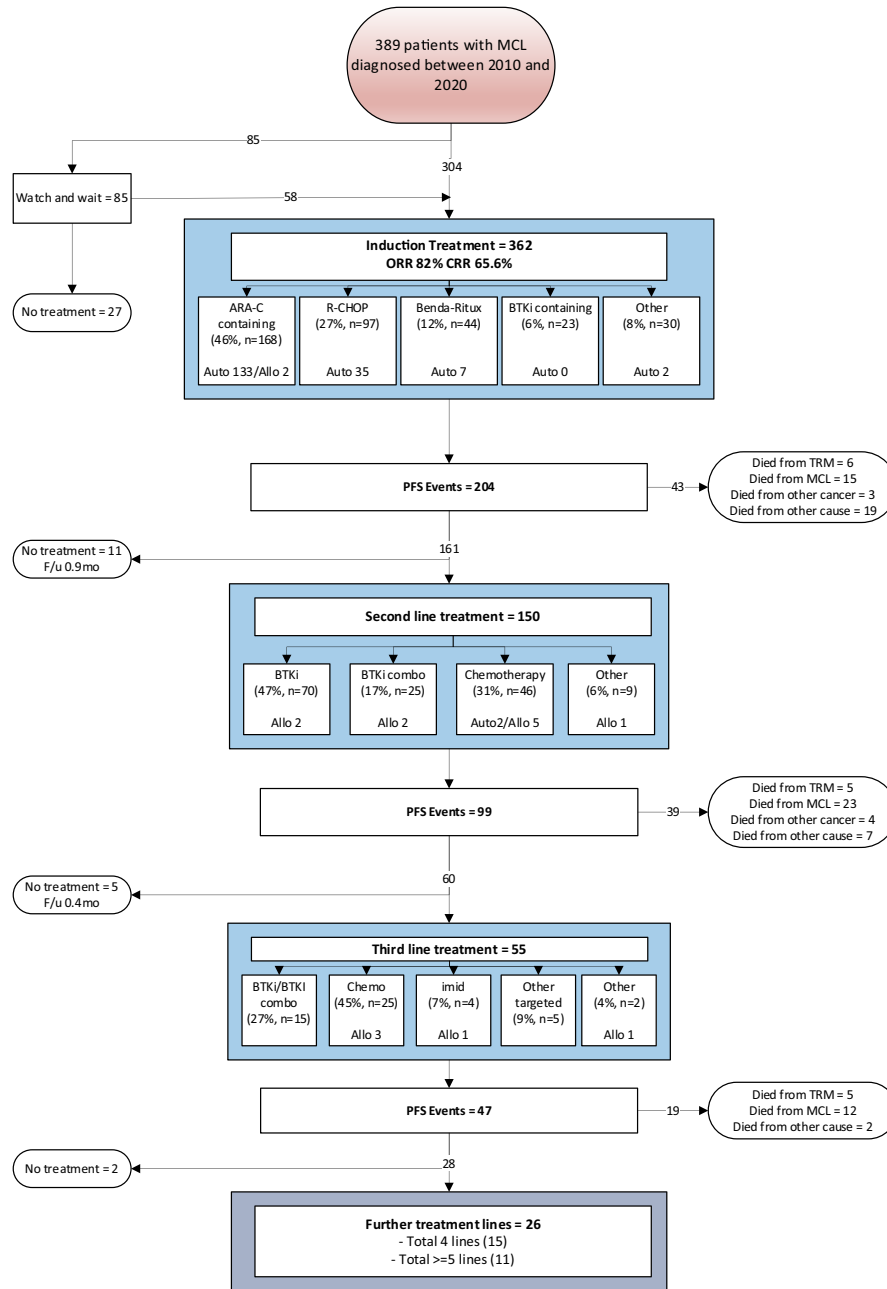 389 patients with MCL
diagnosed between 2010 and
2020
85
304
Watch and wait = 85
58
No treatment = 27
Induction Treatment = 362
ORR 82% CRR 65.6%
ARA-C
containing
(46%, n=168)
Auto 133/Allo 2
R-CHOP
(27%, n=97)
Auto 35
Benda-Ritux
(12%, n=44)
Auto 7
BTKi containing
(6%, n=23)
Auto 0
Other
(8%, n=30)
Auto 2
PFS Events = 204
43
Died from TRM = 6
Died from MCL = 15
Died from other cancer = 3
Died from other cause = 19
161
No treatment = 11
F/u 0.9mo
Second line treatment = 150
BTKi
(47%, n=70)
Allo 2
BTKi combo
(17%, n=25)
Allo 2
Chemotherapy
(31%, n=46)
Auto2/Allo 5
Other
(6%, n=9)
Allo 1
PFS Events = 99
39
Died from TRM = 5
Died from MCL = 23
Died from other cancer = 4
Died from other cause = 7
60
No treatment = 5
F/u 0.4mo
Third line treatment = 55
BTKi/BTKI
combo
(27%, n=15)
Chemo
(45%, n=25)
Allo 3
imid
(7%, n=4)
Allo 1
Other
targeted
(9%, n=5)
Other
(4%, n=2)
Allo 1
PFS Events = 47
19
Died from TRM = 5
Died from MCL = 12
Died from other cause = 2
28
No treatment = 2
Further treatment lines = 26
- Total 4 lines (15)
- Total >=5 lines (11)